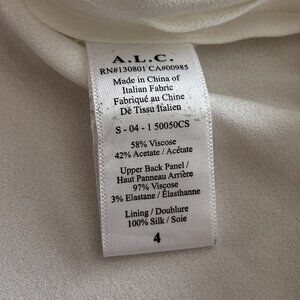 A.L.C.
RN#130801 CA#00985
Made in China of
Italian Fabric
Fabriqué au Chine
De Tissu Italien
S - 04 - 1 50050CS
58% Viscose
42% Acetate / Acétate
Upper Back Panel /
Haut Panneau Arrière
97% Viscose
3% Elastane / Élasthanne
Lining / Doublure
100% Silk / Soie
4